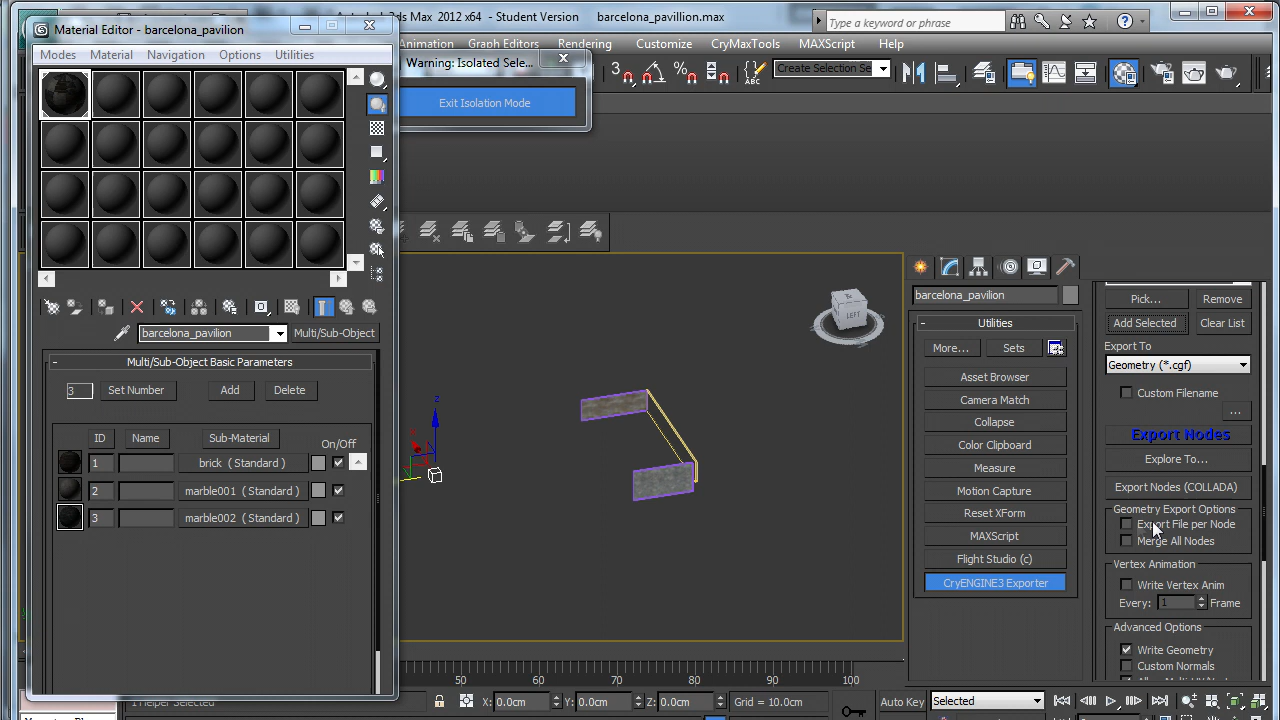 Autodesk 3ds Max 2012 x64 - Student Version
barcelona_pavillion.max
Type a keyword or phrase
Material Editor - barcelona_pavilion
Modes Material Navigation Options Utilities
Animation Graph Editors Rendering Customize CryMaxTools MAXScript Help
Warning: Isolated Sele...
Exit Isolation Mode
Create Selection Se
barcelona_pavilion
Multi/Sub-Object
- Multi/Sub-Object Basic Parameters
3 Set Number Add Delete
ID Name Sub-Material On/Off
1 brick ( Standard )
2 marble001 ( Standard )
3 marble002 ( Standard )
z
LEFT
barcelona_pavilion
- Utilities
More... Sets
Asset Browser
Camera Match
Collapse
Color Clipboard
Measure
Motion Capture
Reset XForm
MAXScript
Flight Studio (c)
CryENGINE3 Exporter
Pick... Remove
Add Selected Clear List
Export To
Geometry (*.cgf)
Custom Filename
...
Export Nodes
Explore To...
Export Nodes (COLLADA)
Geometry Export Options
Export File per Node
Merge All Nodes
Vertex Animation
Write Vertex Anim
Every: 1 Frame
Advanced Options
Write Geometry
Custom Normals
70 80 90 100
X: 0.0cm Y: 0.0cm Z: 0.0cm Grid = 10.0cm
Auto Key Selected